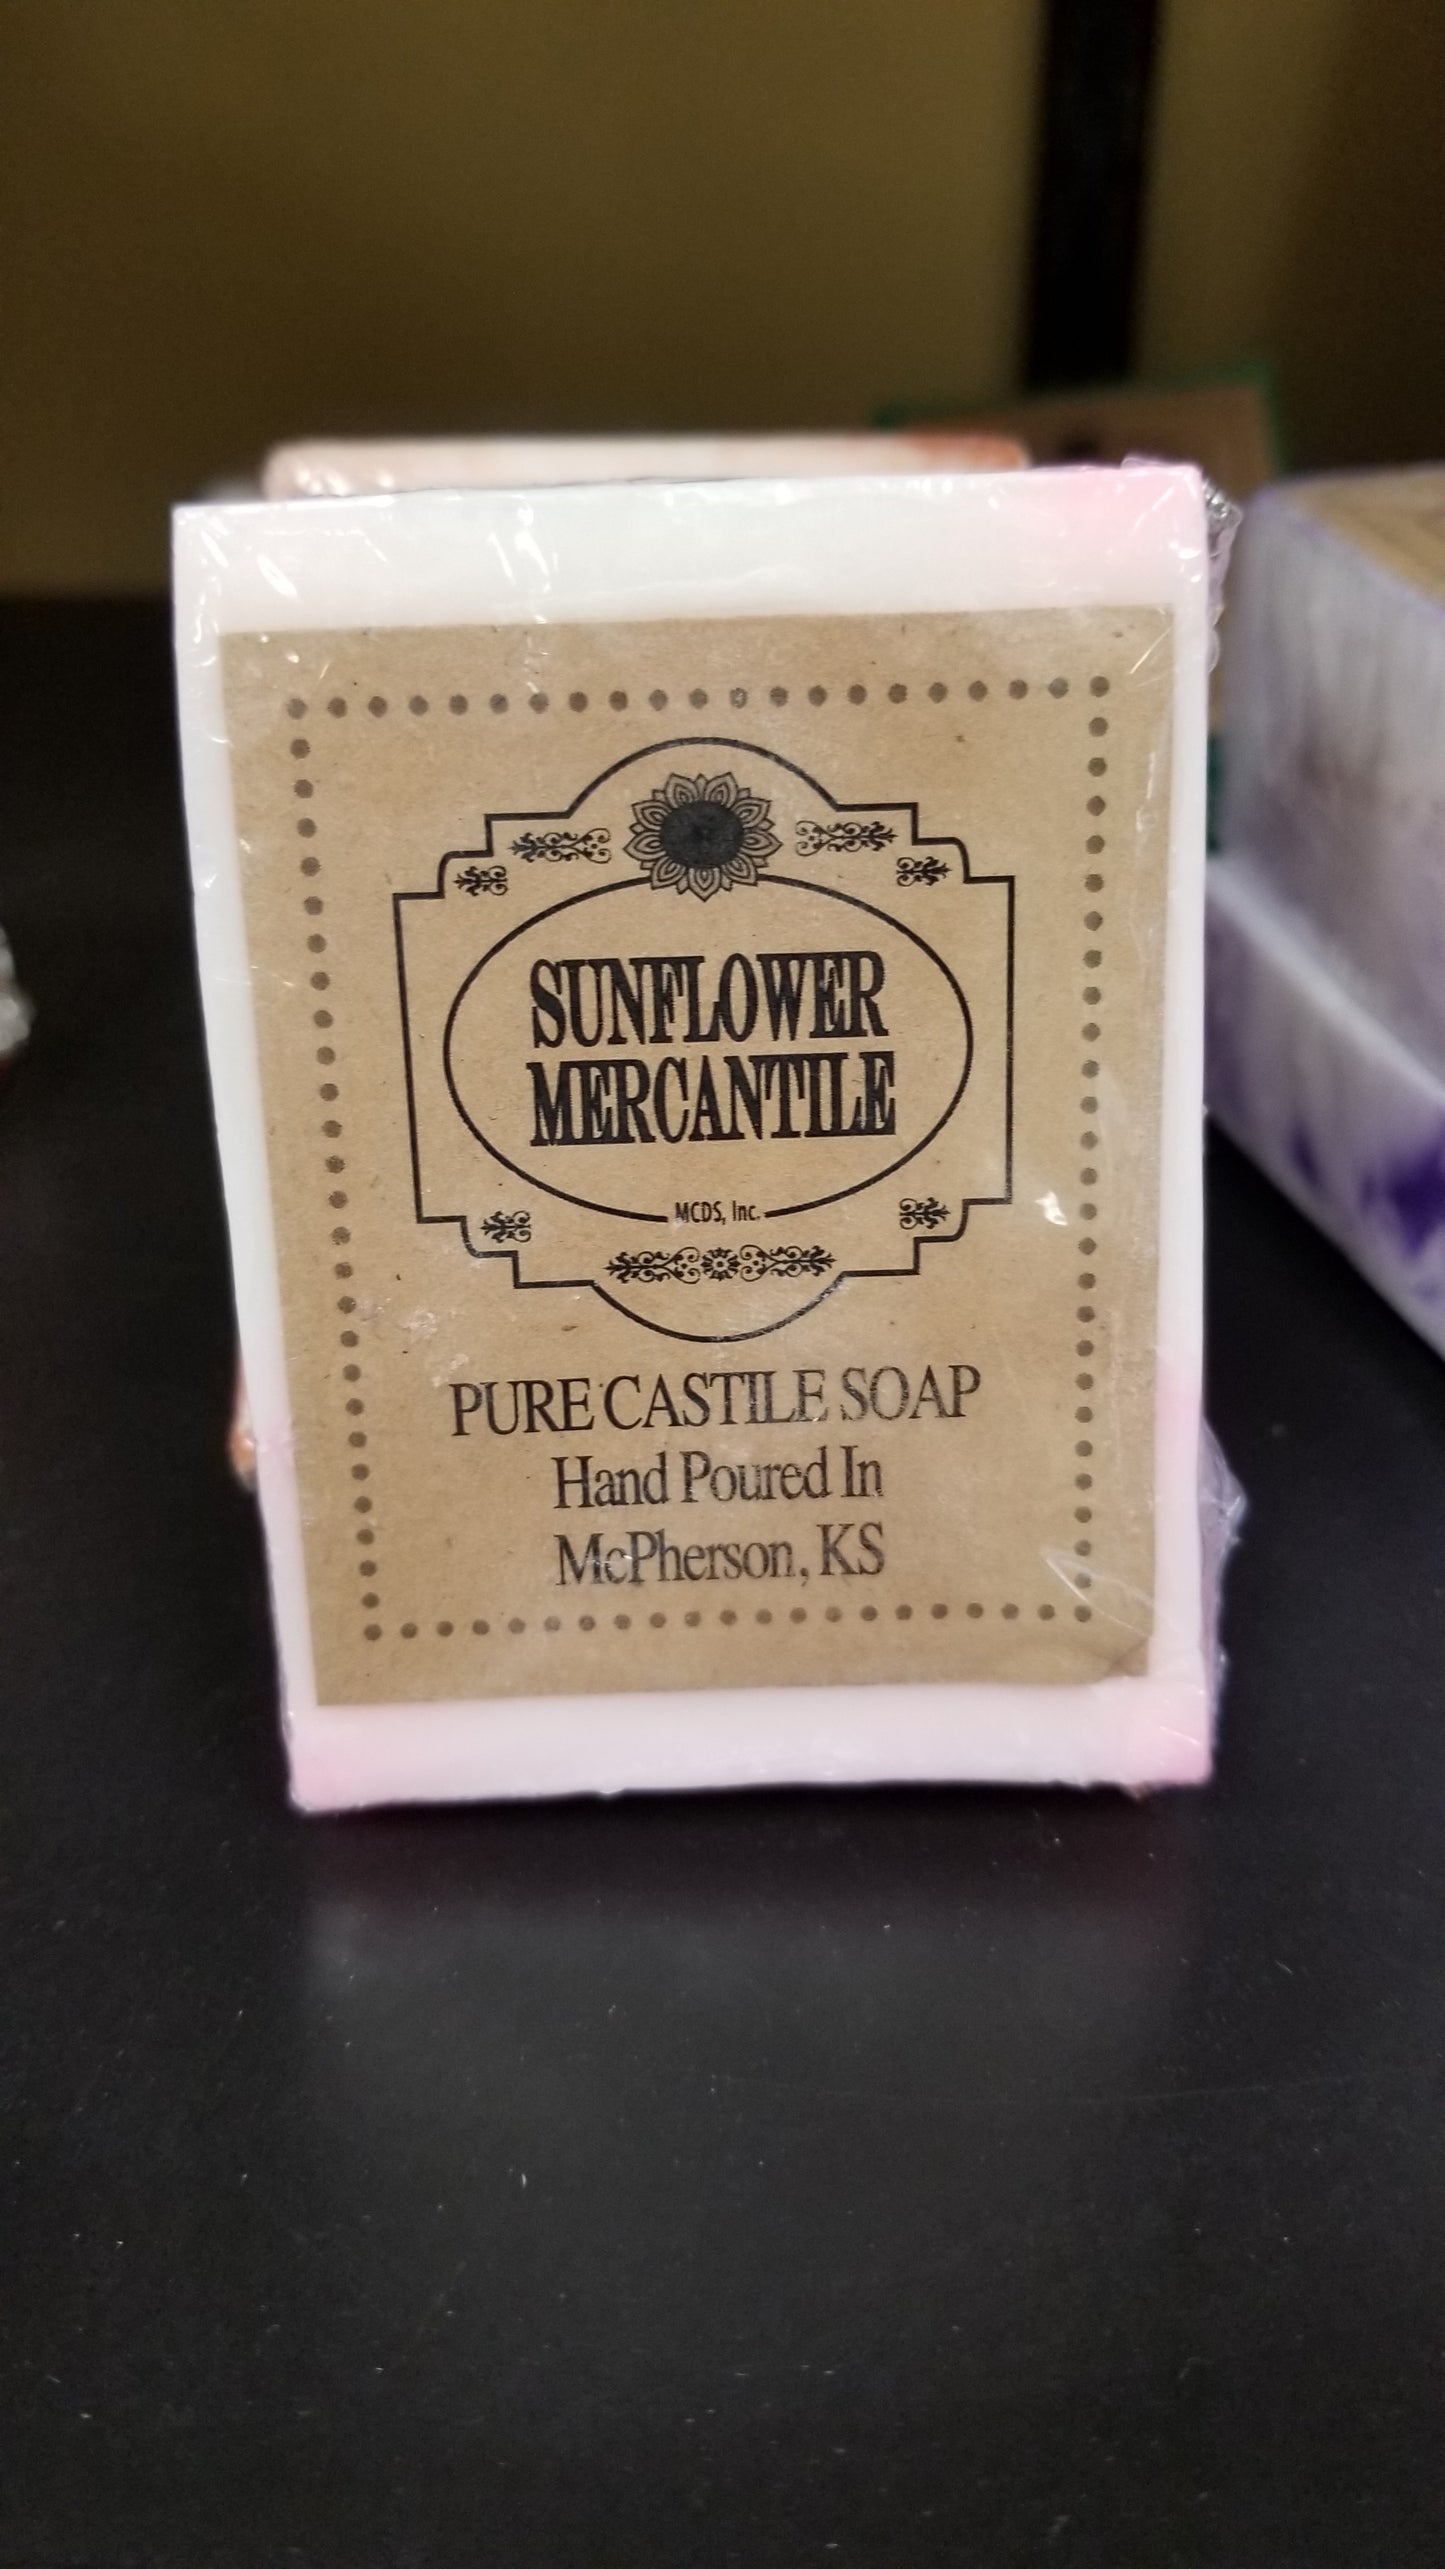 SUNFLOWER
MERCANTILE
MCDS, Inc.
PURE CASTILE SOAP
Hand Poured In
McPherson, KS